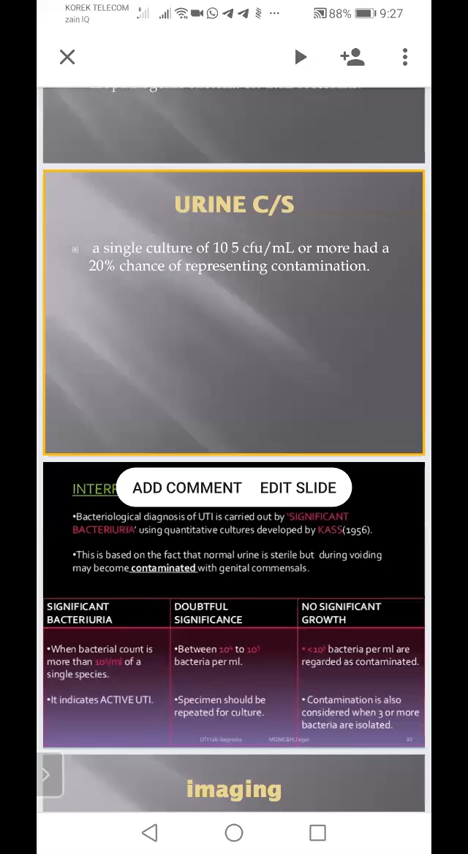 KOREK TELECOM
zain IQ
88% 9:27
URINE C/S
a single culture of 10 5 cfu/mL or more had a
20% chance of representing contamination.
ADD COMMENT EDIT SLIDE
•Bacteriological diagnosis of UTI is carried out by 'SIGNIFICANT
BACTERIURIA' using quantitative cultures developed by KASS(1956).
•This is based on the fact that normal urine is sterile but during voiding
may become contaminated with genital commensals.
SIGNIFICANT
BACTERIURIA
•When bacterial count is
more than 10⁵/ml of a
single species.
•It indicates ACTIVE UTI.
DOUBTFUL
SIGNIFICANCE
•Between 10⁴ to 10⁵
bacteria per ml.
•Specimen should be
repeated for culture.
NO SIGNIFICANT
GROWTH
bacteria per ml are
regarded as contaminated.
• Contamination is also
considered when 3 or more
bacteria are isolated.
imaging